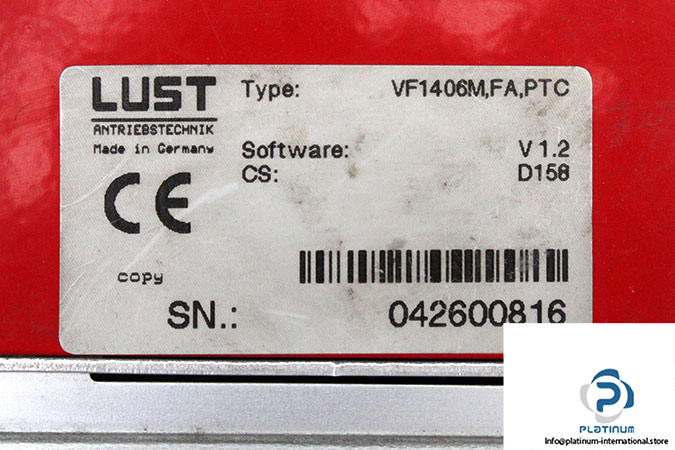 LUST
ANTRIEBSTECHNIK
Made in Germany
CE
copy
Type: VF1406M,FA,PTC
Software: V 1.2
CS: D158
SN.: 042600816
PLATINUM
info@platinum-international.store